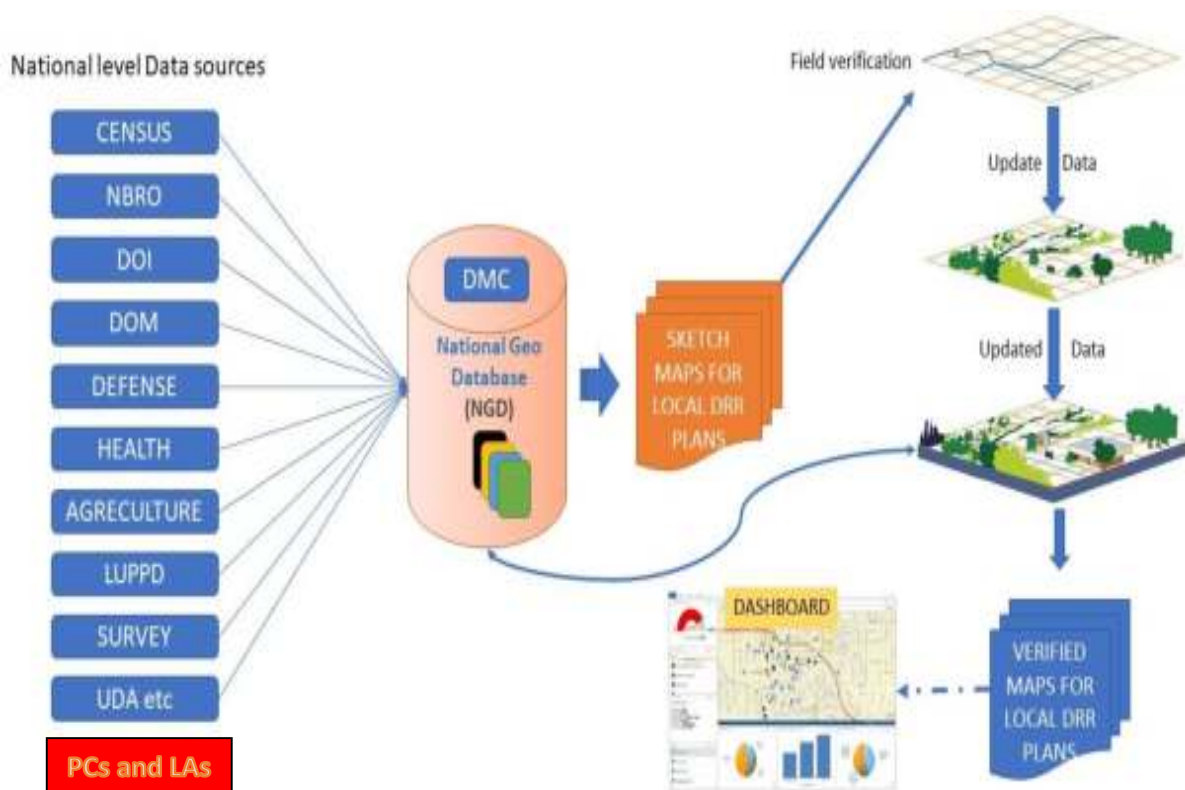 National level Data sources
CENSUS
NBRO
DOI
DOM
DEFENSE
HEALTH
AGRECULTURE
LUPPD
SURVEY
UDA etc
PCs and LAs
DMC
National Geo
Database
(NGD)
SKETCH
MAPS FOR
LOCAL DRR
PLANS
Field verification
Update Data
Updated Data
VERIFIED
MAPS FOR
LOCAL DRR
PLANS
DASHBOARD